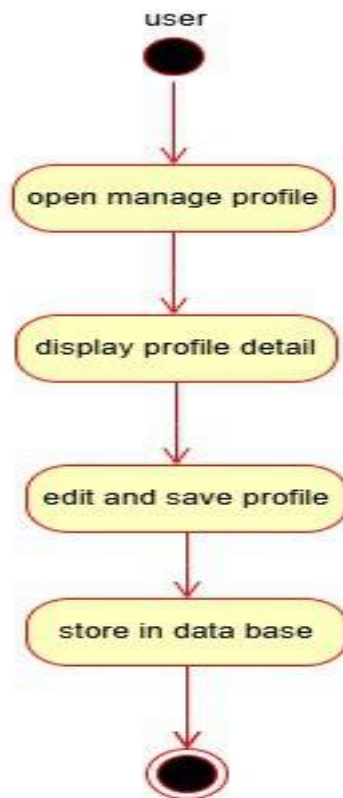 user
open manage profile
display profile detail
edit and save profile
store in data base